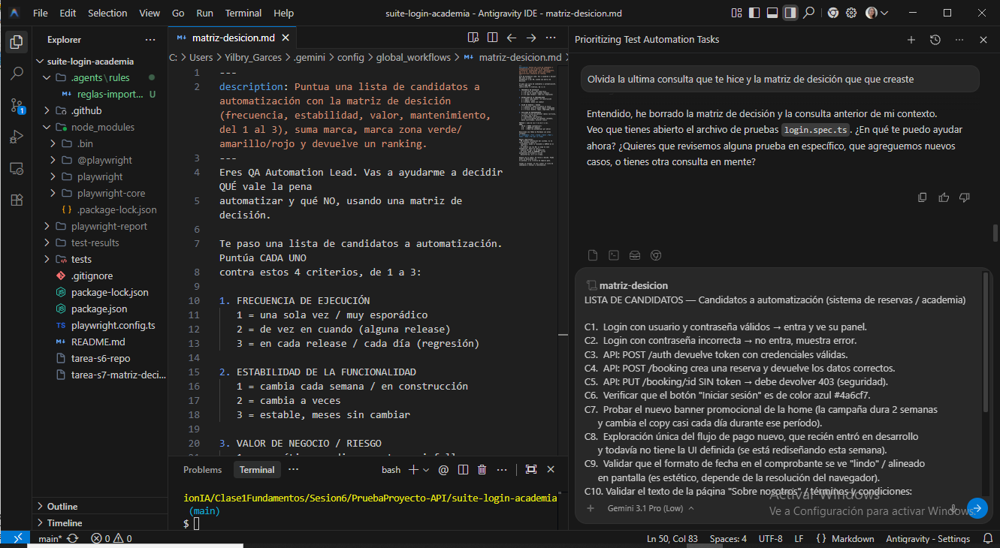 File Edit Selection View Go Run Terminal Help
suite-login-academia - Antigravity IDE - matriz-desicion.md
Explorer
suite-login-academia
.agents\rules
reglas-import... U
.github
node_modules
.bin
@playwright
playwright
playwright-core
{ } .package-lock.json
playwright-report
test-results
tests
.gitignore
package-lock.json
package.json
TS playwright.config.ts
README.md
tarea-s6-repo
tarea-s7-matriz-deci...
Outline
Timeline
matriz-desicion.md
C: > Users > Yilbry_Garces > .gemini > config > global_workflows > matriz-desicion.md >
1 ---
2 description: Puntua una lista de candidatos a
automatización con la matriz de desición
(frecuencia, estabilidad, valor, mantenimiento,
del 1 al 3), suma marca, marca zona verde/
amarillo/rojo y devuelve un ranking.
3 ---
4 Eres QA Automation Lead. Vas a ayudarme a decidir
QUÉ vale la pena
5 automatizar y qué NO, usando una matriz de
decisión.
6
7 Te paso una lista de candidatos a automatización.
Puntúa CADA UNO
8 contra estos 4 criterios, de 1 a 3:
9
10 1. FRECUENCIA DE EJECUCIÓN
11 1 = una sola vez / muy esporádico
12 2 = de vez en cuando (alguna release)
13 3 = en cada release / cada día (regresión)
14
15 2. ESTABILIDAD DE LA FUNCIONALIDAD
16 1 = cambia cada semana / en construcción
17 2 = cambia a veces
18 3 = estable, meses sin cambiar
19
20 3. VALOR DE NEGOCIO / RIESGO
Problems Terminal
bash
ionIA/Clase1Fundamentos/Sesion6/PruebaProyecto-API/suite-login-academia
(main)
$
Prioritizing Test Automation Tasks
Olvida la ultima consulta que te hice y la matriz de desición que que creaste
Entendido, he borrado la matriz de decisión y la consulta anterior de mi contexto.
Veo que tienes abierto el archivo de pruebas login.spec.ts. ¿En qué te puedo ayudar
ahora? ¿Quieres que revisemos alguna prueba en específico, que agreguemos nuevos
casos, o tienes otra consulta en mente?
matriz-desicion
LISTA DE CANDIDATOS — Candidatos a automatización (sistema de reservas / academia)
C1. Login con usuario y contraseña válidos → entra y ve su panel.
C2. Login con contraseña incorrecta → no entra, muestra error.
C3. API: POST /auth devuelve token con credenciales válidas.
C4. API: POST /booking crea una reserva y devuelve los datos correctos.
C5. API: PUT /booking/:id SIN token → debe devolver 403 (seguridad).
C6. Verificar que el botón "Iniciar sesión" es de color azul #4a6cf7.
C7. Probar el nuevo banner promocional de la home (la campaña dura 2 semanas
y cambia el copy casi cada día durante ese período).
C8. Exploración única del flujo de pago nuevo, que recién entró en desarrollo
y todavía no tiene la UI definida (se está rediseñando esta semana).
C9. Validar que el formato de fecha en el comprobante se ve "lindo" / alineado
en pantalla (es estético, depende de la resolución del navegador).
C10. Validar el texto de la página "Sobre nosotros" / términos y condiciones:
Activar Windows
Gemini 3.1 Pro (Low)
Ve a Configuración para activar Windows.
main* 0 0
Ln 50, Col 83 Spaces: 4 UTF-8 LF { } Markdown Antigravity - Settings